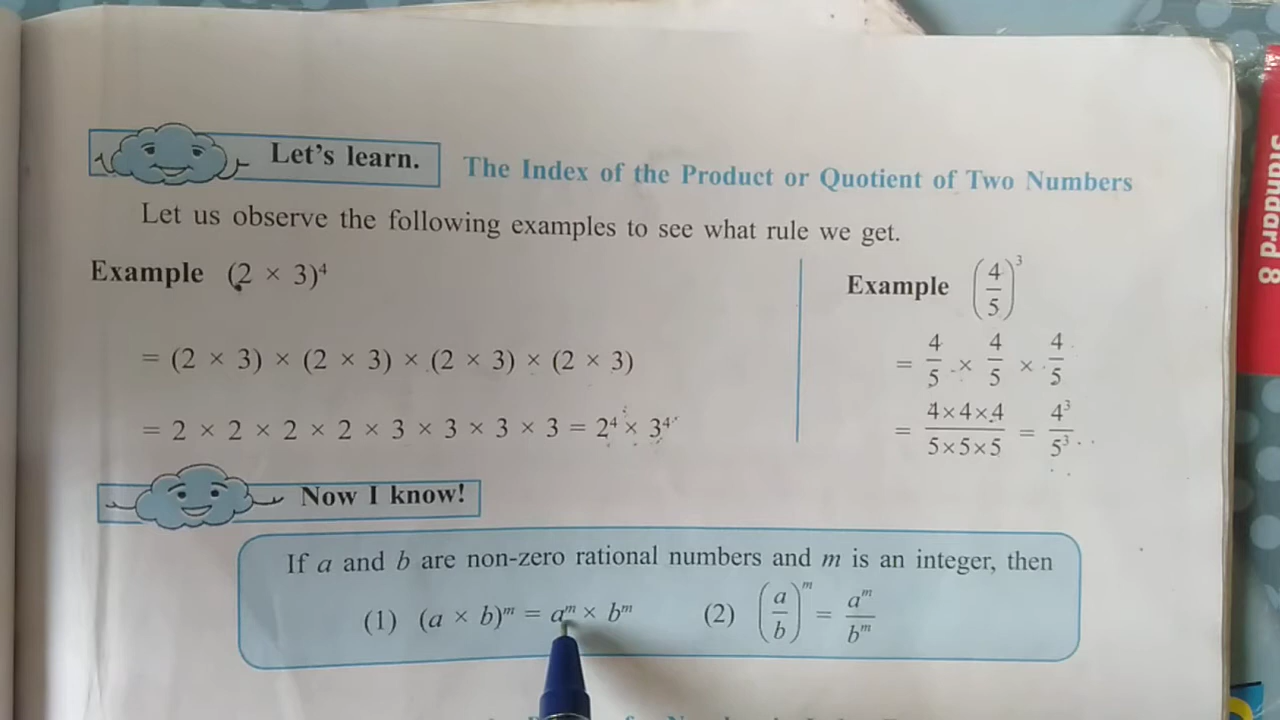 Let's learn. The Index of the Product or Quotient of Two Numbers
Let us observe the following examples to see what rule we get.
Example (2 × 3)⁴
= (2 × 3) × (2 × 3) × (2 × 3) × (2 × 3)
= 2 × 2 × 2 × 2 × 3 × 3 × 3 × 3 = 2⁴ × 3⁴
Example (4/5)³
= 4/5 × 4/5 × 4/5
= 4×4×4/5×5×5 = 4³/5³
Now I know!
If a and b are non-zero rational numbers and m is an integer, then
(1) (a × b)ᵐ = aᵐ × bᵐ (2) (a/b)ᵐ = aᵐ/bᵐ
Standard 8